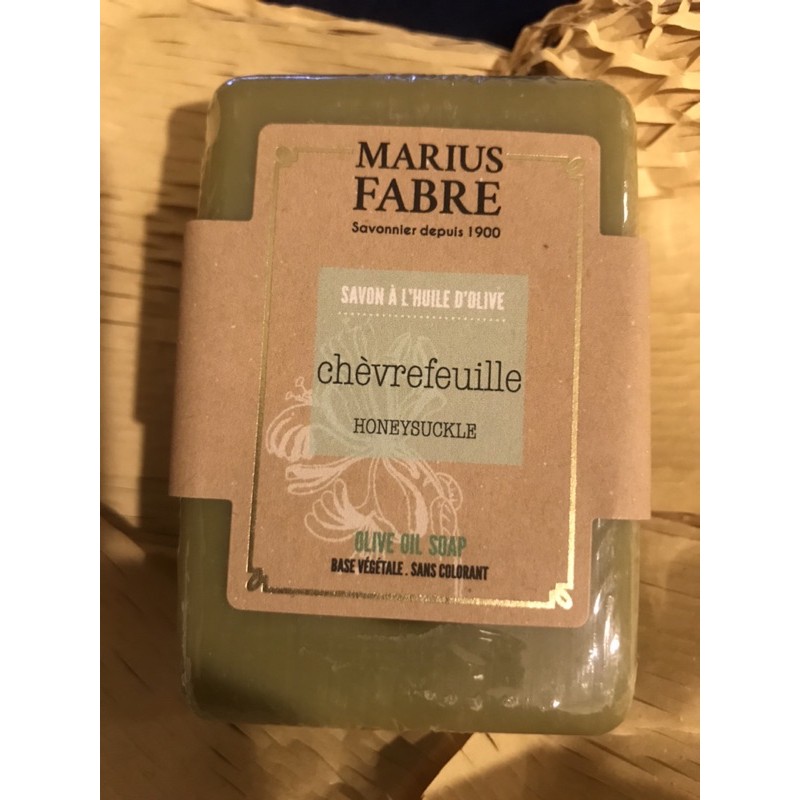 MARIUS
FABRE
Savonnier depuis 1900
SAVON À L'HUILE D'OLIVE
chèvrefeuille
HONEYSUCKLE
OLIVE OIL SOAP
BASE VÉGÉTALE . SANS COLORANT